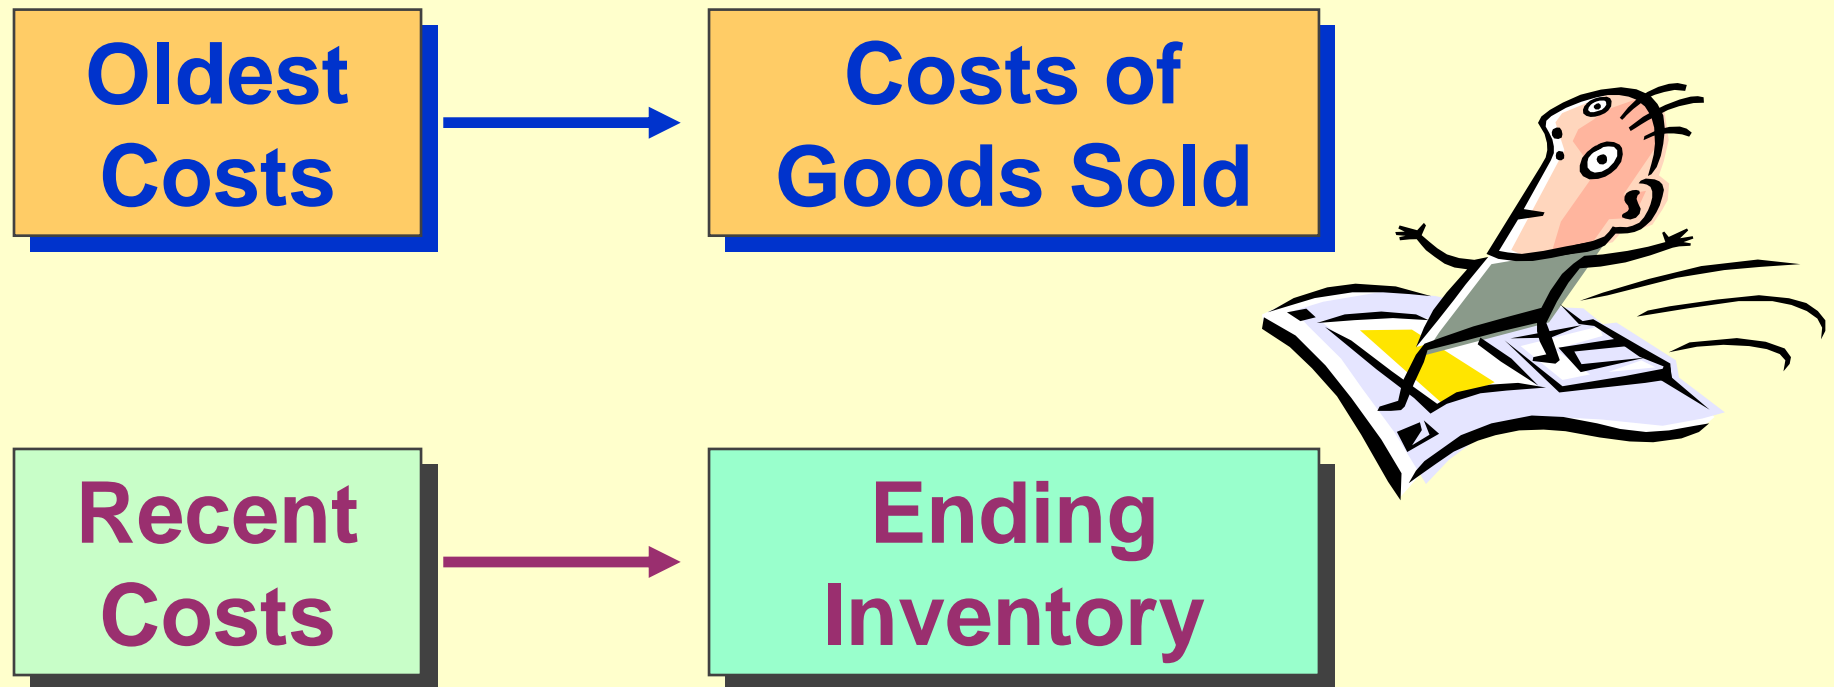 Oldest
Costs
Costs of
Goods Sold
Recent
Costs
Ending
Inventory